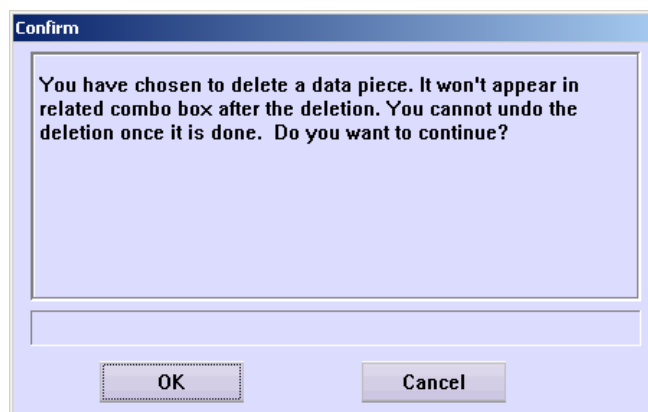 Confirm
You have chosen to delete a data piece. It won't appear in
related combo box after the deletion. You cannot undo the
deletion once it is done.  Do you want to continue?
OK
Cancel